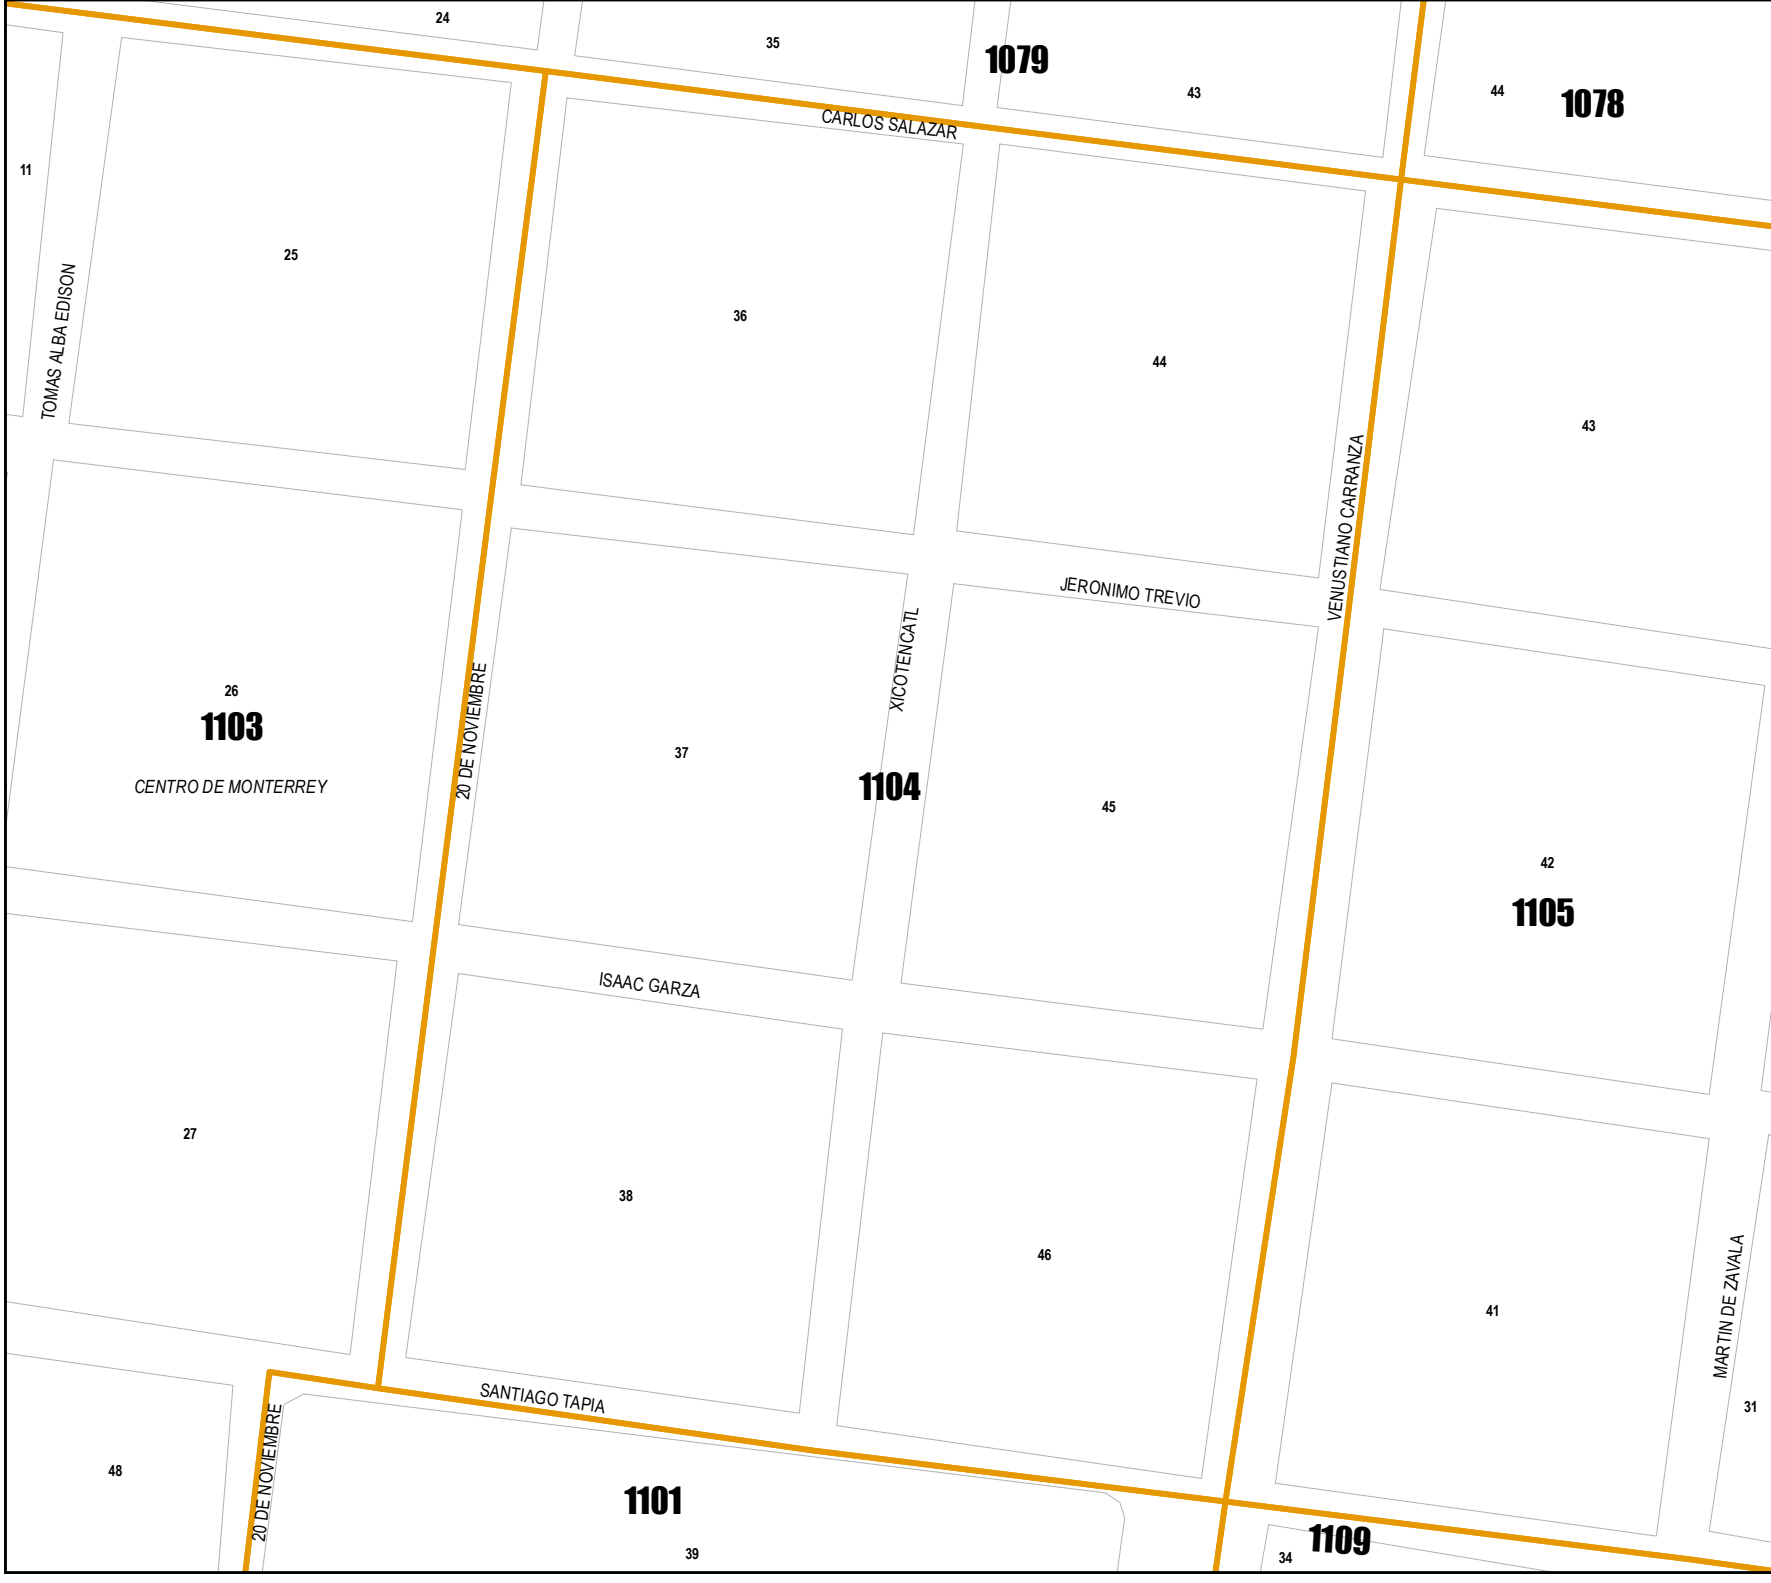 24
35
1079
43
44
1078
CARLOS SALAZAR
11
25
36
44
43
TOMAS ALBA EDISON
VENUSTIANO CARRANZA
JERONIMO TREVIO
XICOTENCATL
20 DE NOVIEMBRE
26
1103
CENTRO DE MONTERREY
37
1104
45
42
1105
ISAAC GARZA
27
38
46
41
MARTIN DE ZAVALA
31
SANTIAGO TAPIA
20 DE NOVIEMBRE
48
1101
39
1109
34